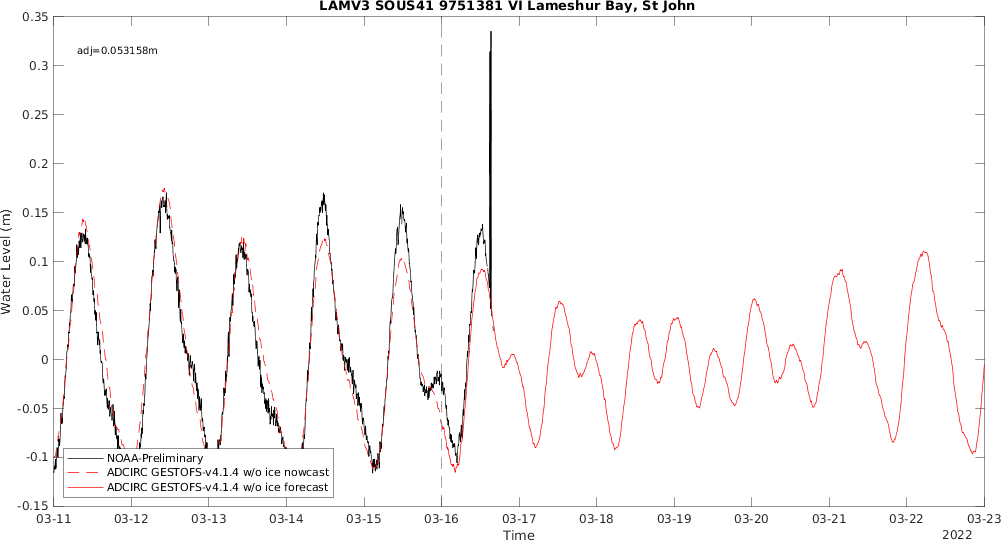 LAMV3 SOUS41 9751381 VI Lameshur Bay, St John
adj=0.053158m
0.35
0.3
0.25
0.2
0.15
0.1
0.05
0
-0.05
-0.1
-0.15
Water Level (m)
NOAA-Preliminary
ADCIRC GESTOFS-v4.1.4 w/o ice nowcast
ADCIRC GESTOFS-v4.1.4 w/o ice forecast
03-11 03-12 03-13 03-14 03-15 03-16 03-17 03-18 03-19 03-20 03-21 03-22 03-23
Time
2022